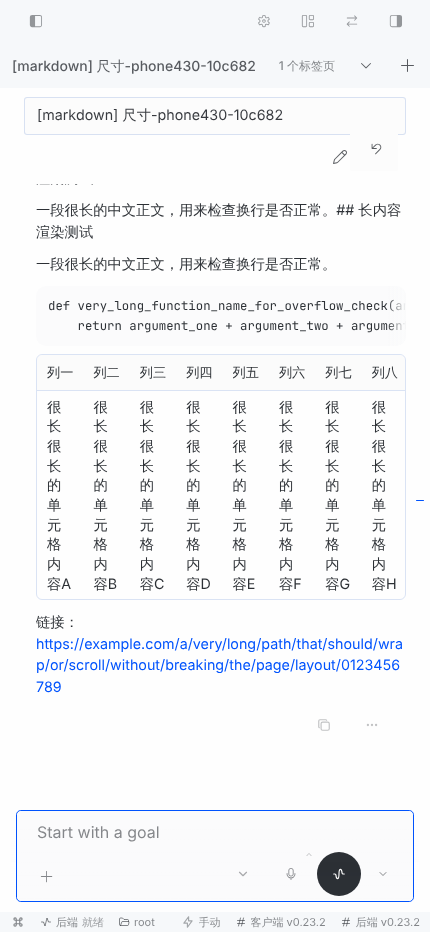 [markdown] 尺寸-phone430-10c682
1 个标签页
[markdown] 尺寸-phone430-10c682
一段很长的中文正文，用来检查换行是否正常。## 长内容
渲染测试
一段很长的中文正文，用来检查换行是否正常。
def very_long_function_name_for_overflow_check(a
return argument_one + argument_two + argumen
列一 列二 列三 列四 列五 列六 列七 列八
很 很 很 很 很 很 很 很
长 长 长 长 长 长 长 长
很 很 很 很 很 很 很 很
长 长 长 长 长 长 长 长
的 的 的 的 的 的 的 的
单 单 单 单 单 单 单 单
元 元 元 元 元 元 元 元
格 格 格 格 格 格 格 格
内 内 内 内 内 内 内 内
容A 容B 容C 容D 容E 容F 容G 容H
链接：
https://example.com/a/very/long/path/that/should/wra
p/or/scroll/without/breaking/the/page/layout/0123456
789
Start with a goal
后端 就绪 root 手动 # 客户端 v0.23.2 # 后端 v0.23.2